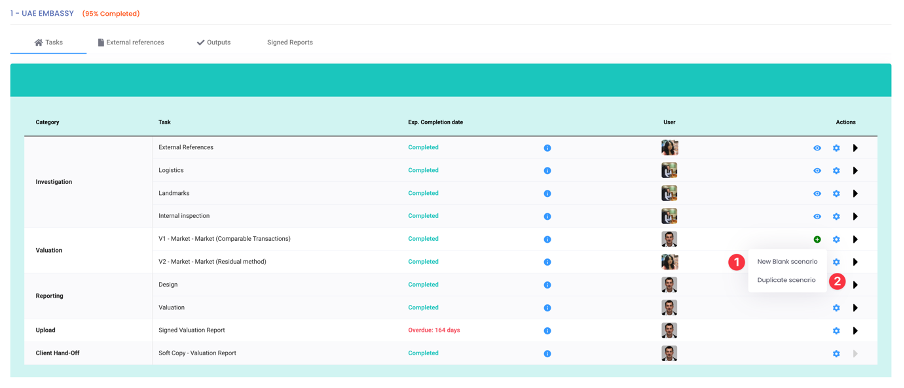 1 - UAE EMBASSY (95% Completed)
Tasks External references Outputs Signed Reports
Category Task Exp. Completion date User Actions
External References Completed
Logistics Completed
Investigation
Landmarks Completed
Internal inspection Completed
V1 - Market - Market (Comparable Transactions) Completed
Valuation
V2 - Market - Market (Residual method) Completed
1 New Blank scenario
Duplicate scenario 2
Design Completed
Reporting
Valuation Completed
Upload Signed Valuation Report Overdue: 164 days
Client Hand-Off Soft Copy - Valuation Report Completed